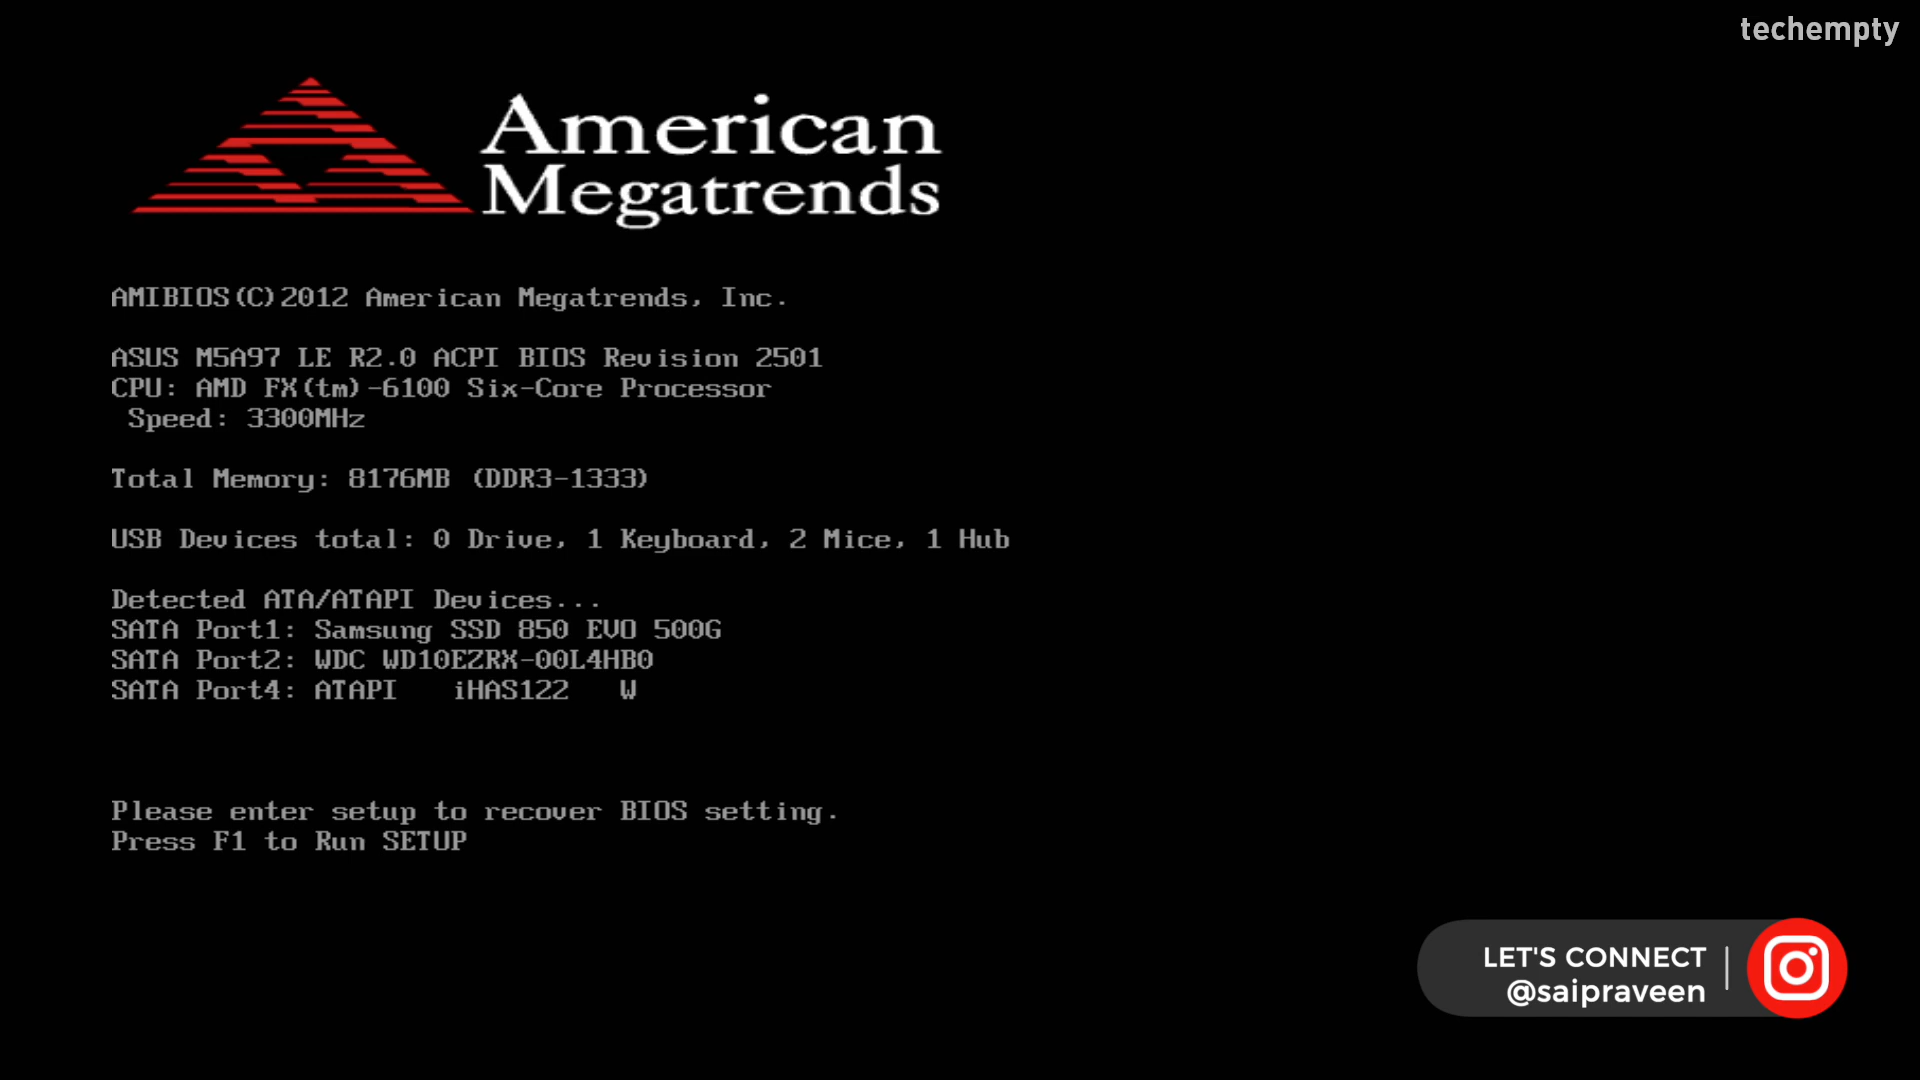 techempty
American
Megatrends
AMIBIOS(C)2012 American Megatrends, Inc.
ASUS M5A97 LE R2.0 ACPI BIOS Revision 2501
CPU: AMD FX(tm)-6100 Six-Core Processor
Speed: 3300MHz
Total Memory: 8176MB (DDR3-1333)
USB Devices total: 0 Drive, 1 Keyboard, 2 Mice, 1 Hub
Detected ATA/ATAPI Devices...
SATA Port1: Samsung SSD 850 EVO 500G
SATA Port2: WDC WD10EZRX-00L4HB0
SATA Port4: ATAPI iHAS122 W
Please enter setup to recover BIOS setting.
Press F1 to Run SETUP
LET'S CONNECT
@saipraveen